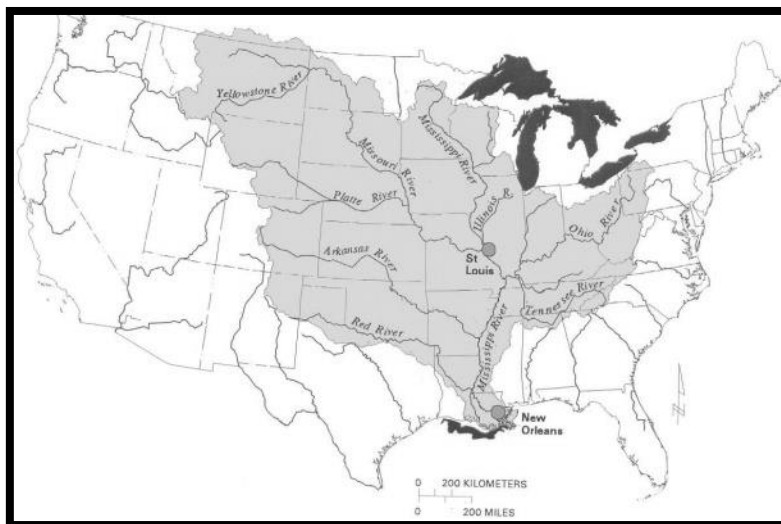 Yellowstone River
Missouri River
Mississippi River
Platte River
Illinois R.
Ohio River
St
Louis
Arkansas River
Tennessee River
Red River
Mississippi River
New
Orleans
N
0 200 KILOMETERS
0 200 MILES